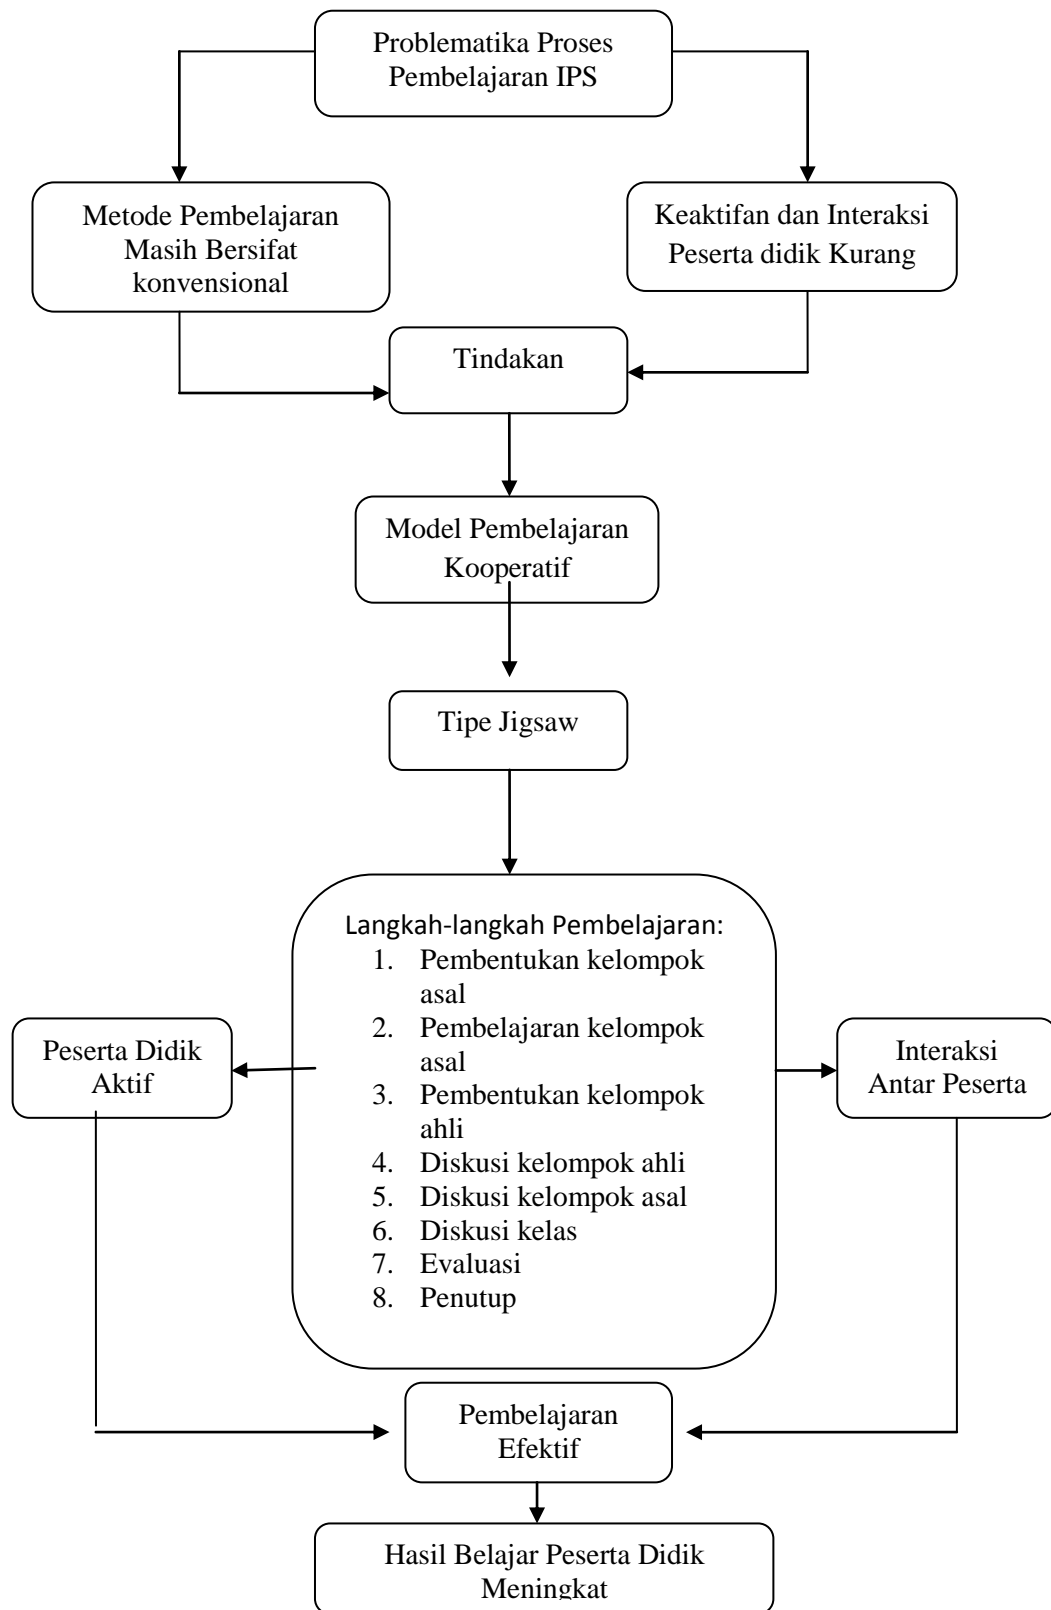 Problematika Proses
Pembelajaran IPS
Metode Pembelajaran
Masih Bersifat
konvensional
Keaktifan dan Interaksi
Peserta didik Kurang
Tindakan
Model Pembelajaran
Kooperatif
Tipe Jigsaw
Langkah-langkah Pembelajaran:
1. Pembentukan kelompok
asal
2. Pembelajaran kelompok
asal
3. Pembentukan kelompok
ahli
4. Diskusi kelompok ahli
5. Diskusi kelompok asal
6. Diskusi kelas
7. Evaluasi
8. Penutup
Peserta Didik
Aktif
Interaksi
Antar Peserta
Pembelajaran
Efektif
Hasil Belajar Peserta Didik
Meningkat